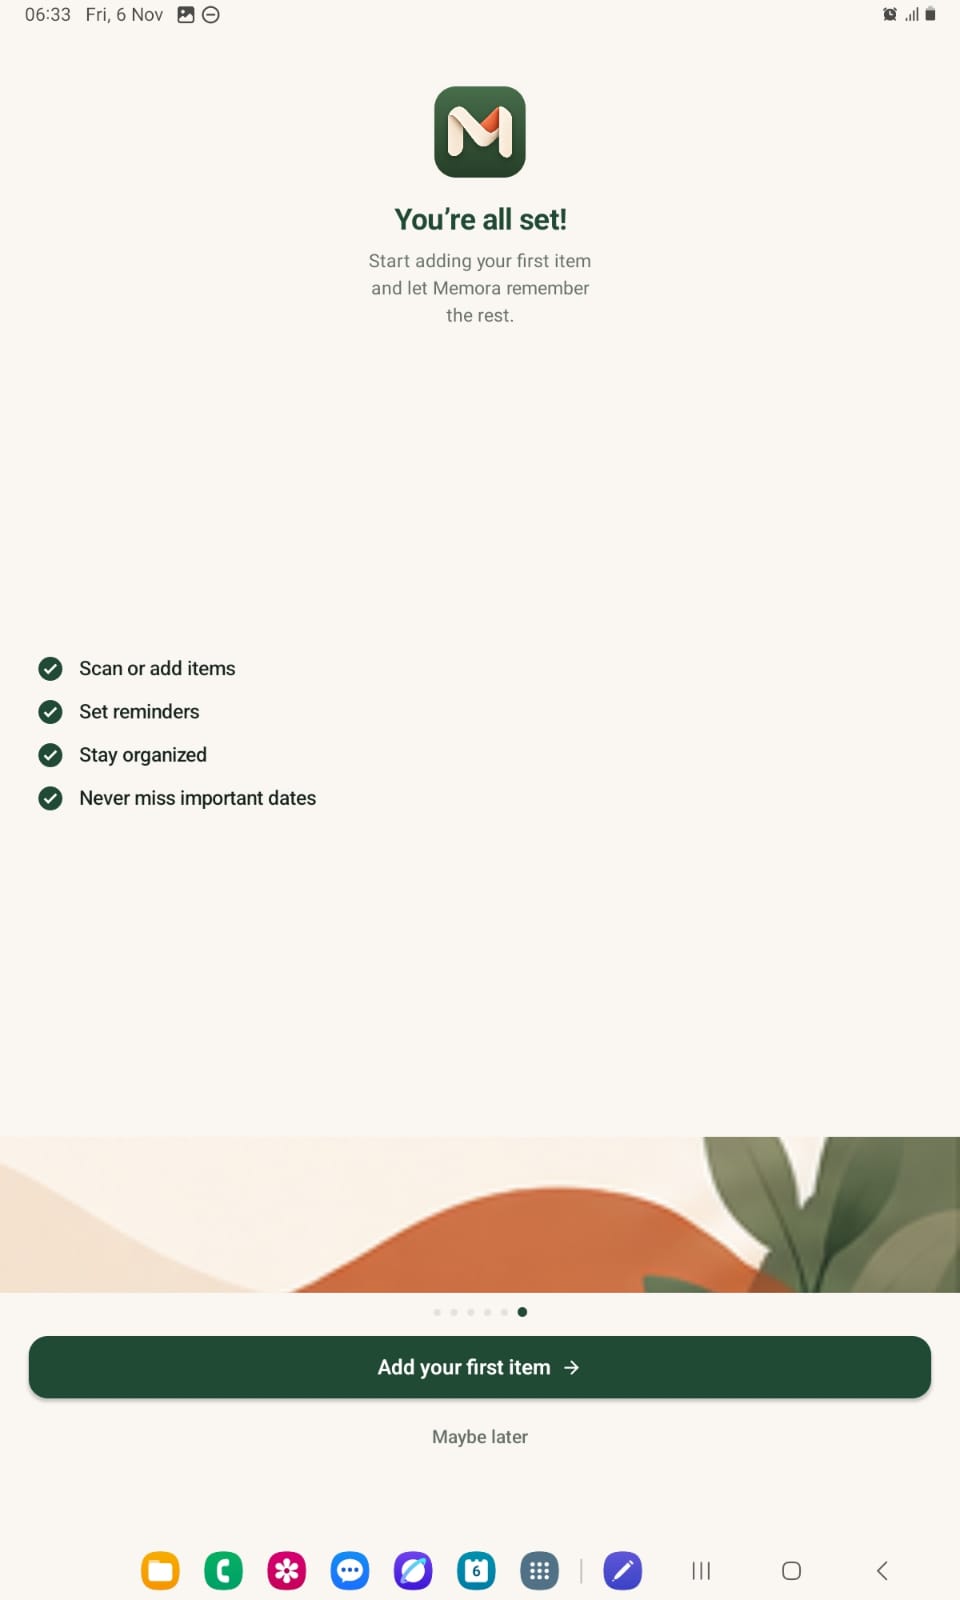 06:33 Fri, 6 Nov
M
You're all set!
Start adding your first item
and let Memora remember
the rest.
Scan or add items
Set reminders
Stay organized
Never miss important dates
Add your first item →
Maybe later
6